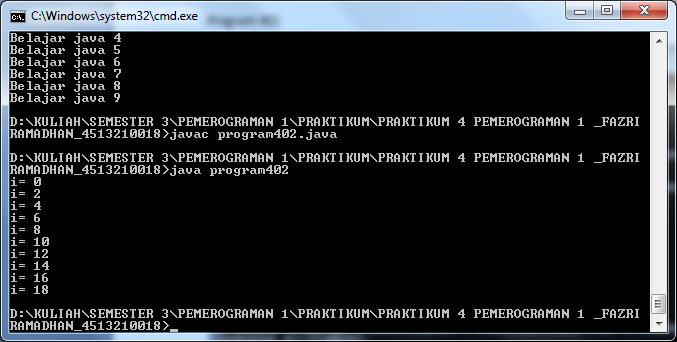 C:\Windows\system32\cmd.exe
Belajar java 4
Belajar java 5
Belajar java 6
Belajar java 7
Belajar java 8
Belajar java 9
D:\KULIAH\SEMESTER 3\PEMEROGRAMAN 1\PRAKTIKUM\PRAKTIKUM 4 PEMEROGRAMAN 1 _FAZRI
RAMADHAN_4513210018>javac program402.java
D:\KULIAH\SEMESTER 3\PEMEROGRAMAN 1\PRAKTIKUM\PRAKTIKUM 4 PEMEROGRAMAN 1 _FAZRI
RAMADHAN_4513210018>java program402
i= 0
i= 2
i= 4
i= 6
i= 8
i= 10
i= 12
i= 14
i= 16
i= 18
D:\KULIAH\SEMESTER 3\PEMEROGRAMAN 1\PRAKTIKUM\PRAKTIKUM 4 PEMEROGRAMAN 1 _FAZRI
RAMADHAN_4513210018>_